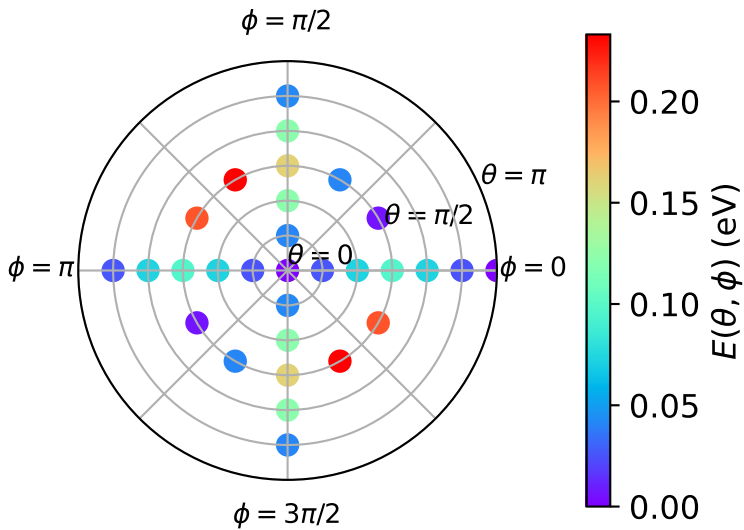 ϕ = π/2
θ = π
θ = π/2
θ = 0
ϕ = π
ϕ = 0
ϕ = 3π/2
0.20
0.15
0.10
0.05
0.00
E(θ, ϕ) (eV)